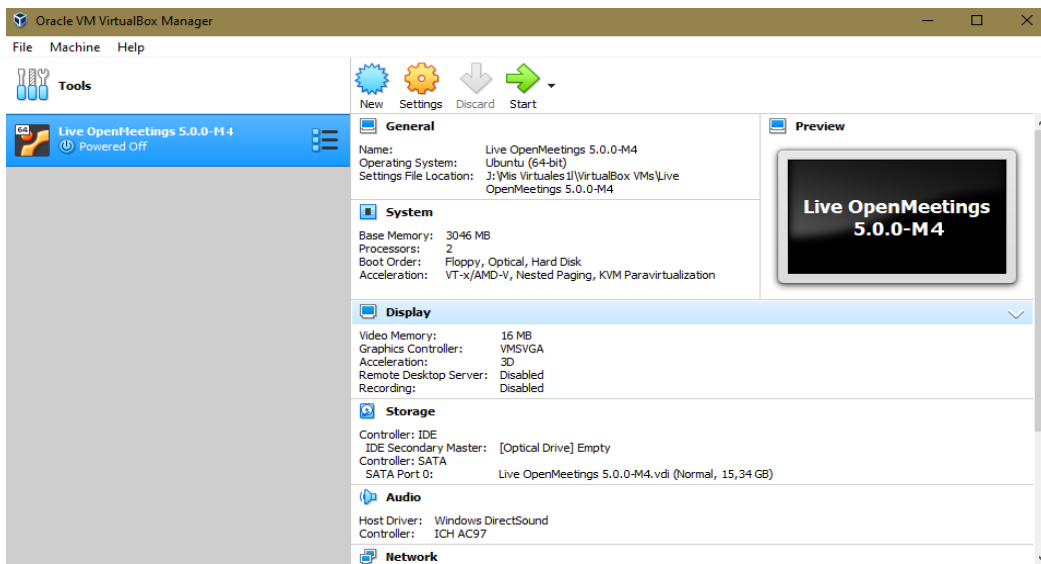 Oracle VM VirtualBox Manager
File Machine Help
Tools
New Settings Discard Start
64
Live OpenMeetings 5.0.0-M4
Powered Off
General
Name: Live OpenMeetings 5.0.0-M4
Operating System: Ubuntu (64-bit)
Settings File Location: J:\Mis Virtuales1l\VirtualBox VMs\Live
OpenMeetings 5.0.0-M4
Preview
Live OpenMeetings
5.0.0-M4
System
Base Memory: 3046 MB
Processors: 2
Boot Order: Floppy, Optical, Hard Disk
Acceleration: VT-x/AMD-V, Nested Paging, KVM Paravirtualization
Display
Video Memory: 16 MB
Graphics Controller: VMSVGA
Acceleration: 3D
Remote Desktop Server: Disabled
Recording: Disabled
Storage
Controller: IDE
IDE Secondary Master: [Optical Drive] Empty
Controller: SATA
SATA Port 0: Live OpenMeetings 5.0.0-M4.vdi (Normal, 15,34 GB)
Audio
Host Driver: Windows DirectSound
Controller: ICH AC97
Network